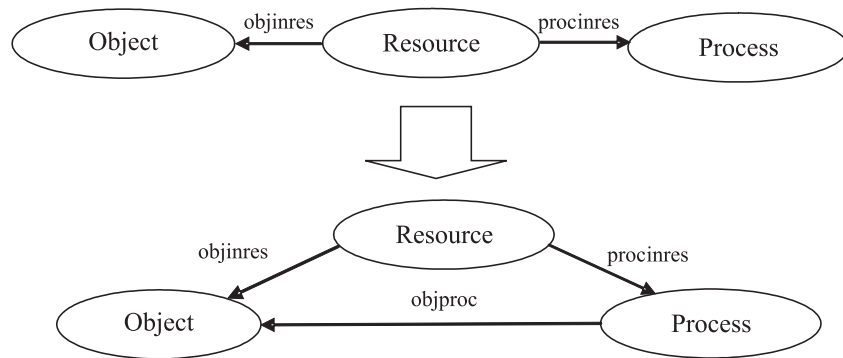 objinres
procinres
Object
Resource
Process
Resource
objinres
procinres
objproc
Object
Process